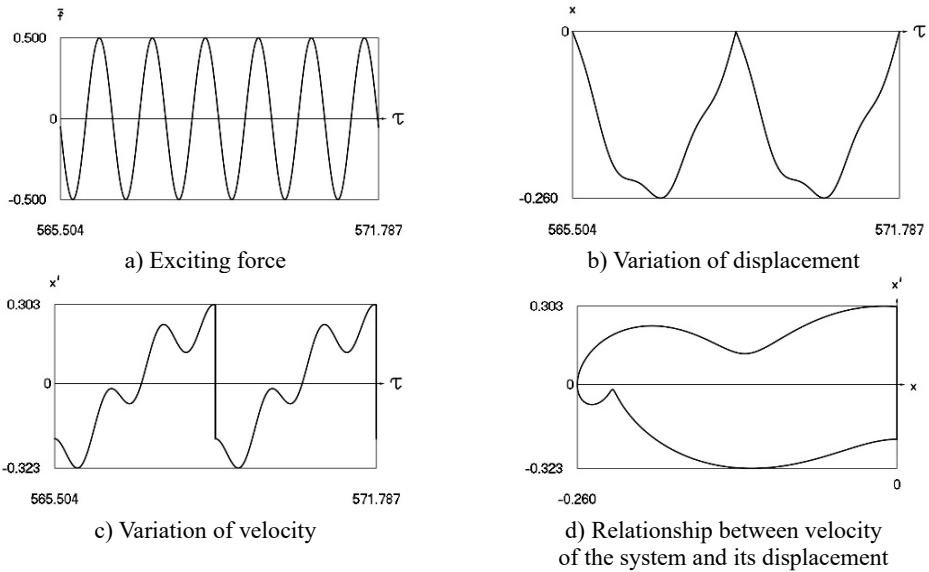 f̄
0.500
0
τ
-0.500
565.504
571.787
a) Exciting force
x
0
τ
-0.260
565.504
571.787
b) Variation of displacement
x'
0.303
0
τ
-0.323
565.504
571.787
c) Variation of velocity
x'
0.303
0
x
-0.323
0
-0.260
d) Relationship between velocity
of the system and its displacement